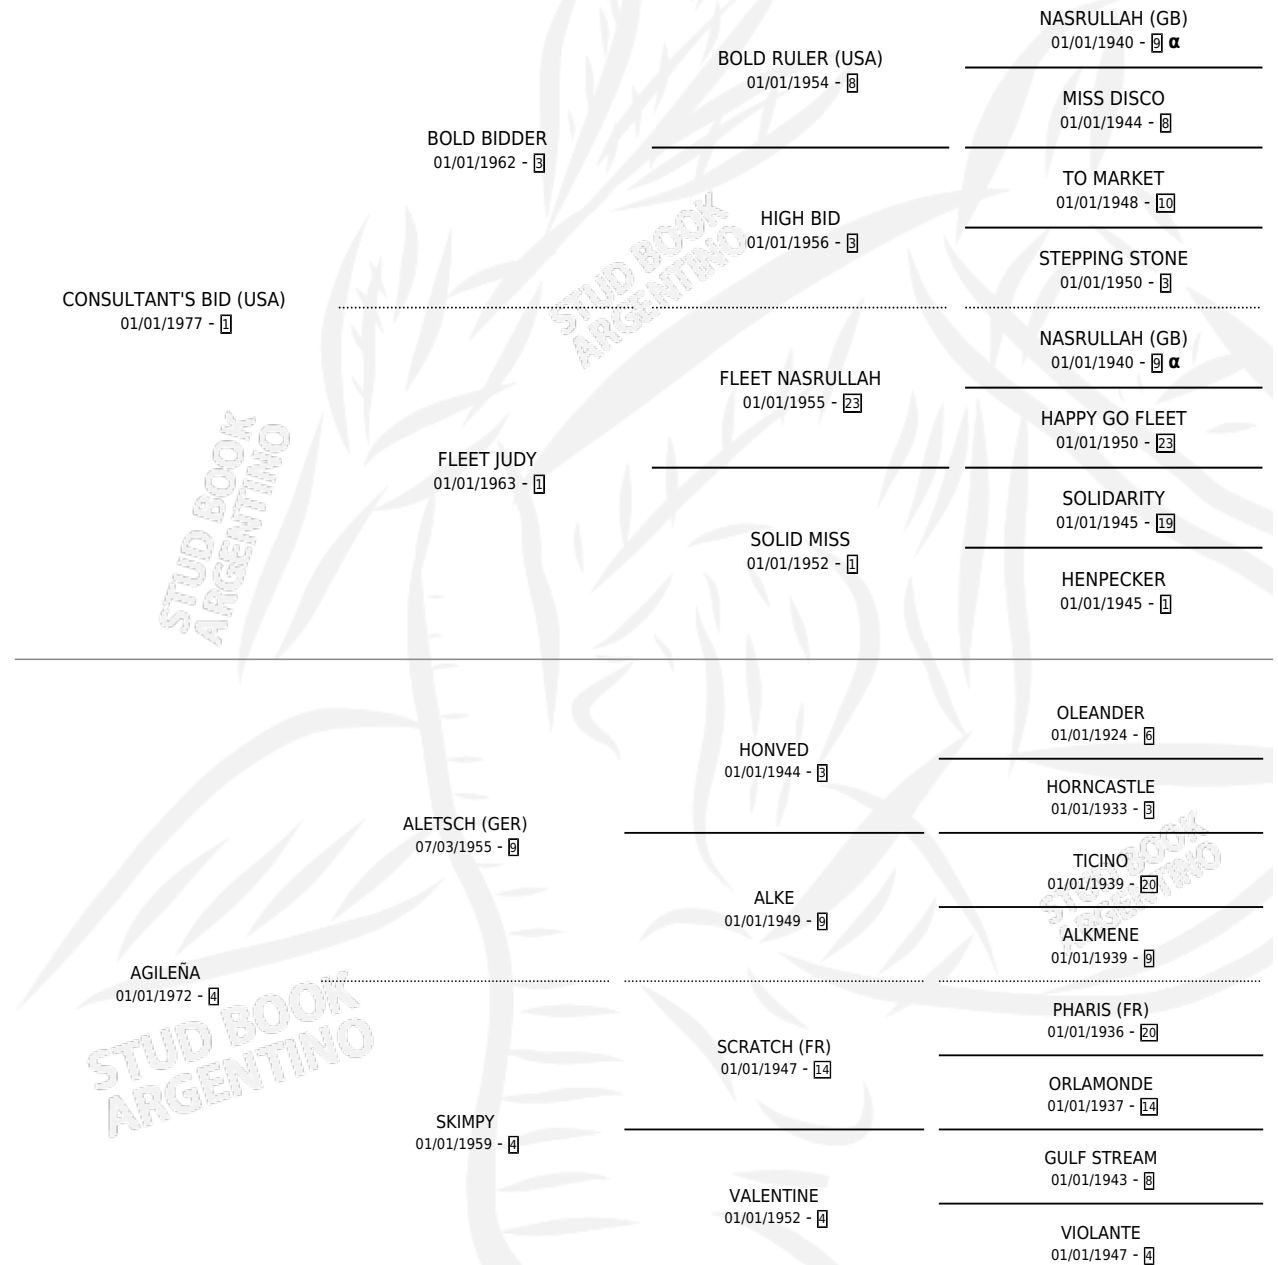 NASRULLAH (GB)
01/01/1940 - 9 α
BOLD RULER (USA)
01/01/1954 - 8
MISS DISCO
01/01/1944 - 8
BOLD BIDDER
01/01/1962 - 3
TO MARKET
01/01/1948 - 10
HIGH BID
01/01/1956 - 3
STEPPING STONE
01/01/1950 - 3
CONSULTANT'S BID (USA)
01/01/1977 - 1
NASRULLAH (GB)
01/01/1940 - 9 α
FLEET NASRULLAH
01/01/1955 - 23
HAPPY GO FLEET
01/01/1950 - 23
FLEET JUDY
01/01/1963 - 1
SOLIDARITY
01/01/1945 - 19
SOLID MISS
01/01/1952 - 1
HENPECKER
01/01/1945 - 1
OLEANDER
01/01/1924 - 6
HONVED
01/01/1944 - 3
HORNCASTLE
01/01/1933 - 3
ALETSCH (GER)
07/03/1955 - 9
TICINO
01/01/1939 - 20
ALKE
01/01/1949 - 9
ALKMENE
01/01/1939 - 9
AGILEÑA
01/01/1972 - 4
PHARIS (FR)
01/01/1936 - 20
SCRATCH (FR)
01/01/1947 - 14
ORLAMONDE
01/01/1937 - 14
SKIMPY
01/01/1959 - 4
GULF STREAM
01/01/1943 - 8
VALENTINE
01/01/1952 - 4
VIOLANTE
01/01/1947 - 4
STUD BOOK
ARGENTINO
STUD BOOK
ARGENTINO
STUD BOOK
ARGENTINO
STUD BOOK
ARGENTINO